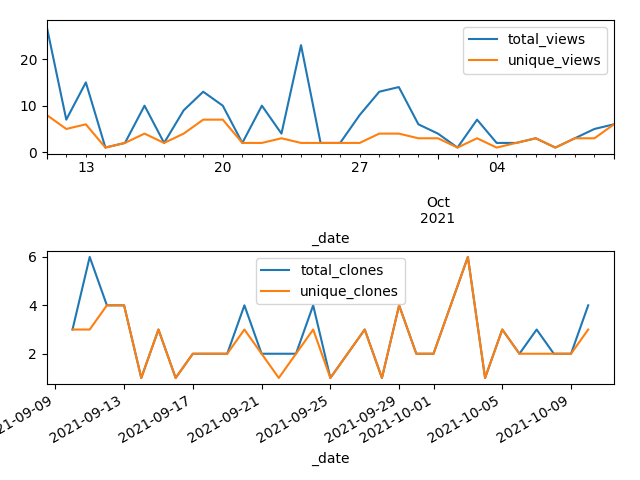 total_views
unique_views
20
10
0
13
20
27
04
Oct
2021
_date
total_clones
unique_clones
6
4
2
21-09-09
2021-09-13
2021-09-17
2021-09-21
2021-09-25
2021-09-29
2021-10-01
2021-10-05
2021-10-09
_date